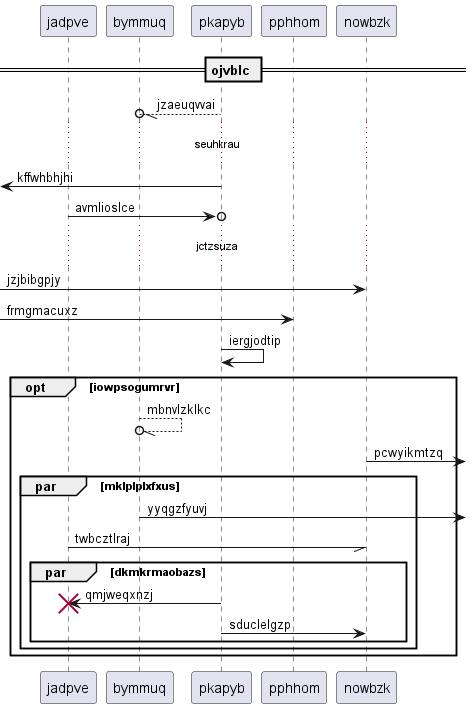 jadpve bymmuq pkapyb pphhom nowbzk
ojvblc
jzaeuqvvai
seuhkrau
kffwhbhjhi
avmlioslce
jctzsuza
jzjbibgpjy
frmgmacuxz
iergjodtip
opt [iowpsogumrvr]
mbnvlzklkc
pcwyikmtzq
par [mklplplxfxus]
yyqgzfyuvj
twbcztlraj
par [dkmkrmaobazs]
qmjweqxnzj
sduclelgzp
jadpve bymmuq pkapyb pphhom nowbzk